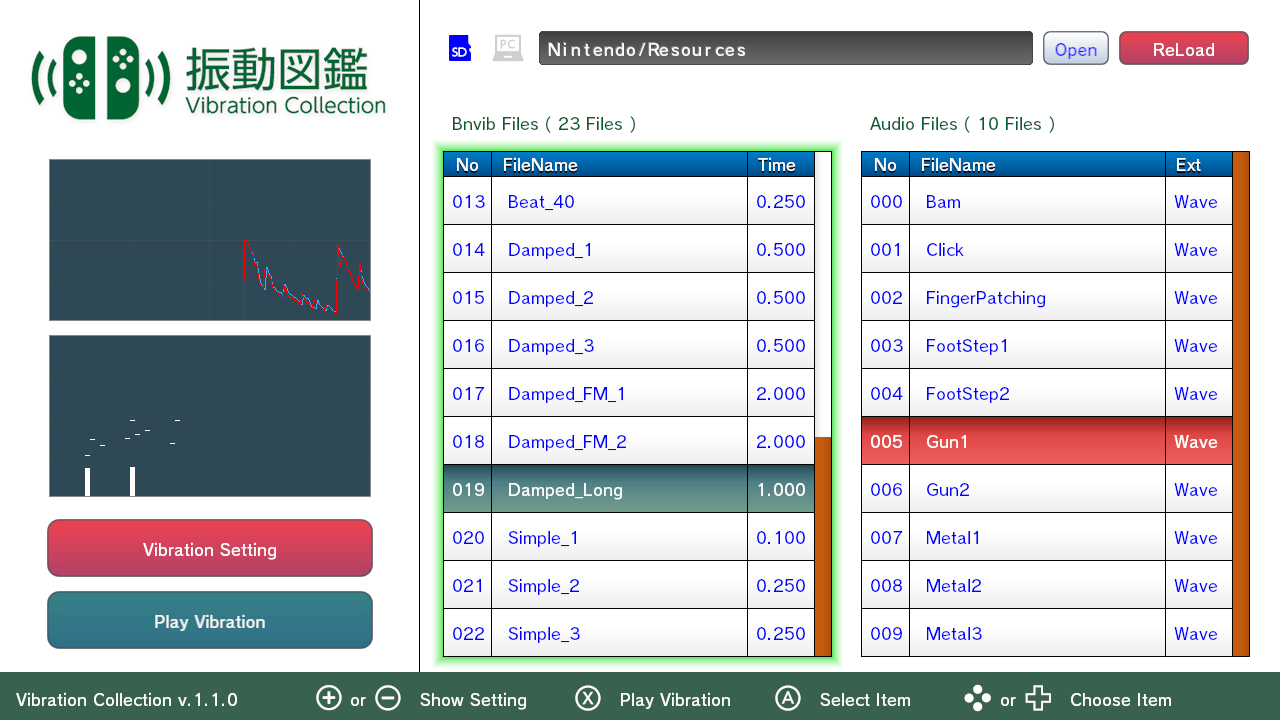 振動図鑑
Vibration Collection
SD
PC
Nintendo/Resources
Open
ReLoad
Bnvib Files ( 23 Files )
No FileName Time
013 Beat_40 0.250
014 Damped_1 0.500
015 Damped_2 0.500
016 Damped_3 0.500
017 Damped_FM_1 2.000
018 Damped_FM_2 2.000
019 Damped_Long 1.000
020 Simple_1 0.100
021 Simple_2 0.250
022 Simple_3 0.250
Audio Files ( 10 Files )
No FileName Ext
000 Bam Wave
001 Click Wave
002 FingerPatching Wave
003 FootStep1 Wave
004 FootStep2 Wave
005 Gun1 Wave
006 Gun2 Wave
007 Metal1 Wave
008 Metal2 Wave
009 Metal3 Wave
Vibration Setting
Play Vibration
Vibration Collection v.1.1.0 or Show Setting X Play Vibration A Select Item or Choose Item